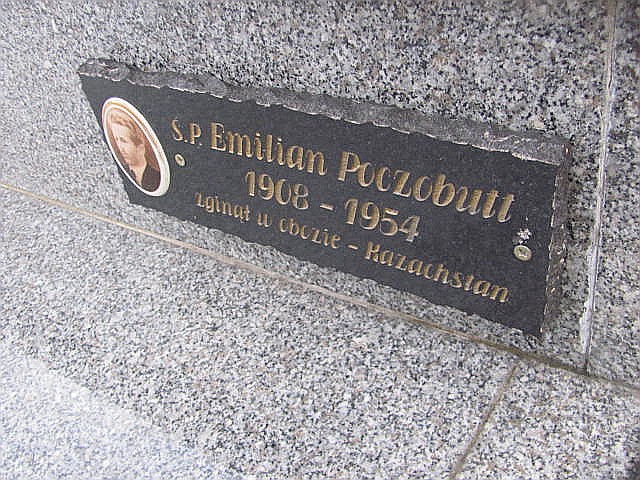 Ś.P. Emilian Poczobutt
1908 - 1954
zginął w obozie - Kazachstan